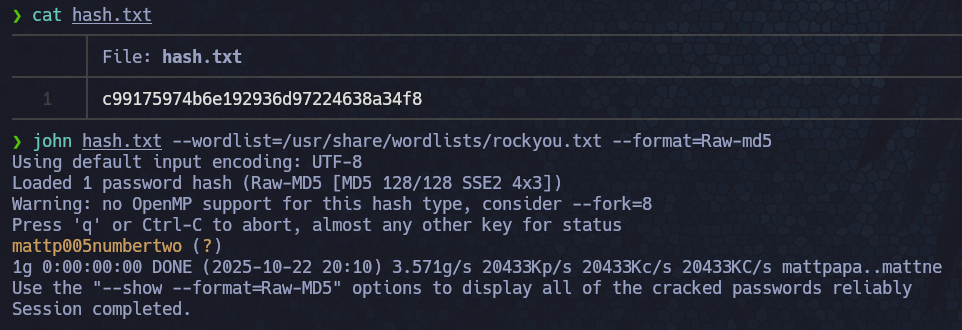 ❯ cat hash.txt
File: hash.txt
1 c99175974b6e192936d97224638a34f8
❯ john hash.txt --wordlist=/usr/share/wordlists/rockyou.txt --format=Raw-md5
Using default input encoding: UTF-8
Loaded 1 password hash (Raw-MD5 [MD5 128/128 SSE2 4x3])
Warning: no OpenMP support for this hash type, consider --fork=8
Press 'q' or Ctrl-C to abort, almost any other key for status
mattp005numbertwo (?)
1g 0:00:00:00 DONE (2025-10-22 20:10) 3.571g/s 20433Kp/s 20433Kc/s 20433KC/s mattpapa..mattne
Use the "--show --format=Raw-MD5" options to display all of the cracked passwords reliably
Session completed.